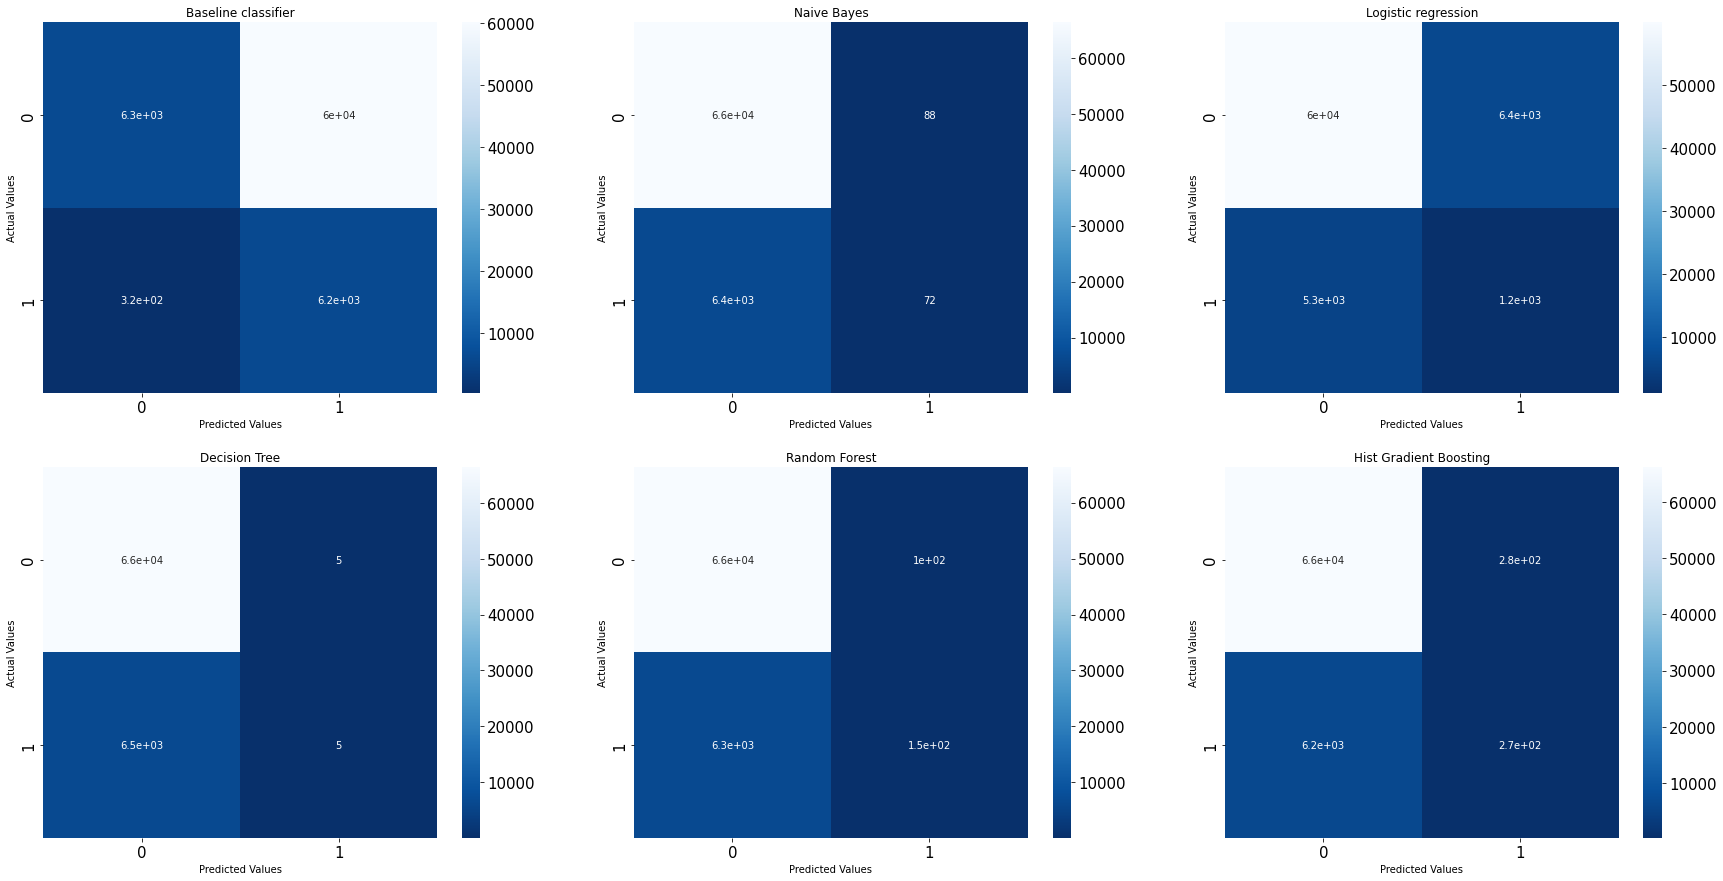 Baseline classifier
0
6.3e+03
6e+04
Actual Values
1
3.2e+02
6.2e+03
0
1
Predicted Values
60000
50000
40000
30000
20000
10000
Naive Bayes
0
6.6e+04
88
Actual Values
1
6.4e+03
72
0
1
Predicted Values
60000
50000
40000
30000
20000
10000
Logistic regression
0
6e+04
6.4e+03
Actual Values
1
5.3e+03
1.2e+03
0
1
Predicted Values
50000
40000
30000
20000
10000
Decision Tree
0
6.6e+04
5
Actual Values
1
6.5e+03
5
0
1
Predicted Values
60000
50000
40000
30000
20000
10000
Random Forest
0
6.6e+04
1e+02
Actual Values
1
6.3e+03
1.5e+02
0
1
Predicted Values
60000
50000
40000
30000
20000
10000
Hist Gradient Boosting
0
6.6e+04
2.8e+02
Actual Values
1
6.2e+03
2.7e+02
0
1
Predicted Values
60000
50000
40000
30000
20000
10000